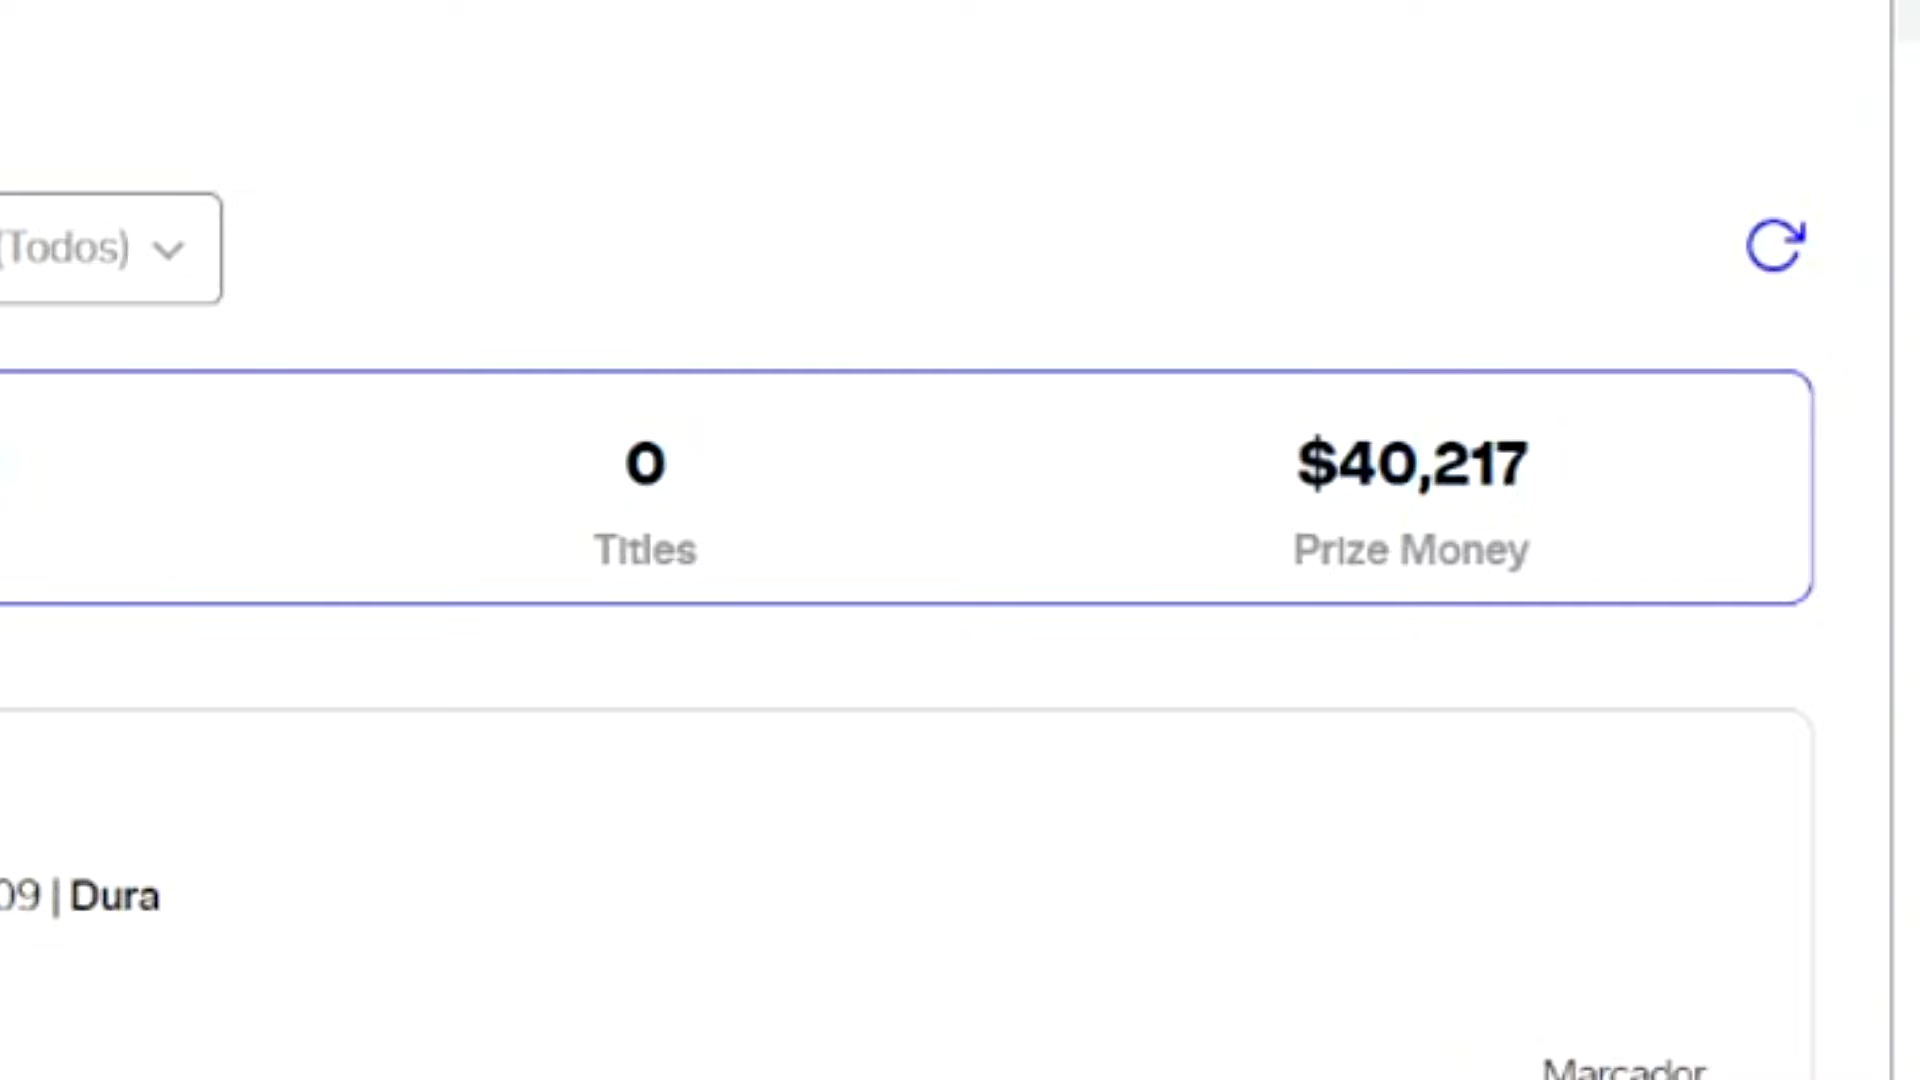 (Todos)
0
$40,217
Titles
Prize Money
09 | Dura
Marcador